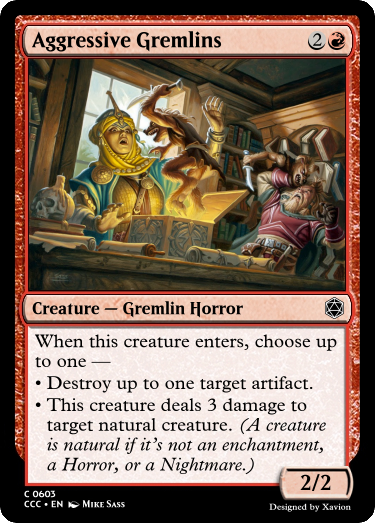 Aggressive Gremlins 2
Creature — Gremlin Horror
When this creature enters, choose up
to one —
• Destroy up to one target artifact.
• This creature deals 3 damage to
target natural creature. (A creature
is natural if it's not an enchantment,
a Horror, or a Nightmare.)
2/2
C 0603
CCC • EN Mike Sass
Designed by Xavion